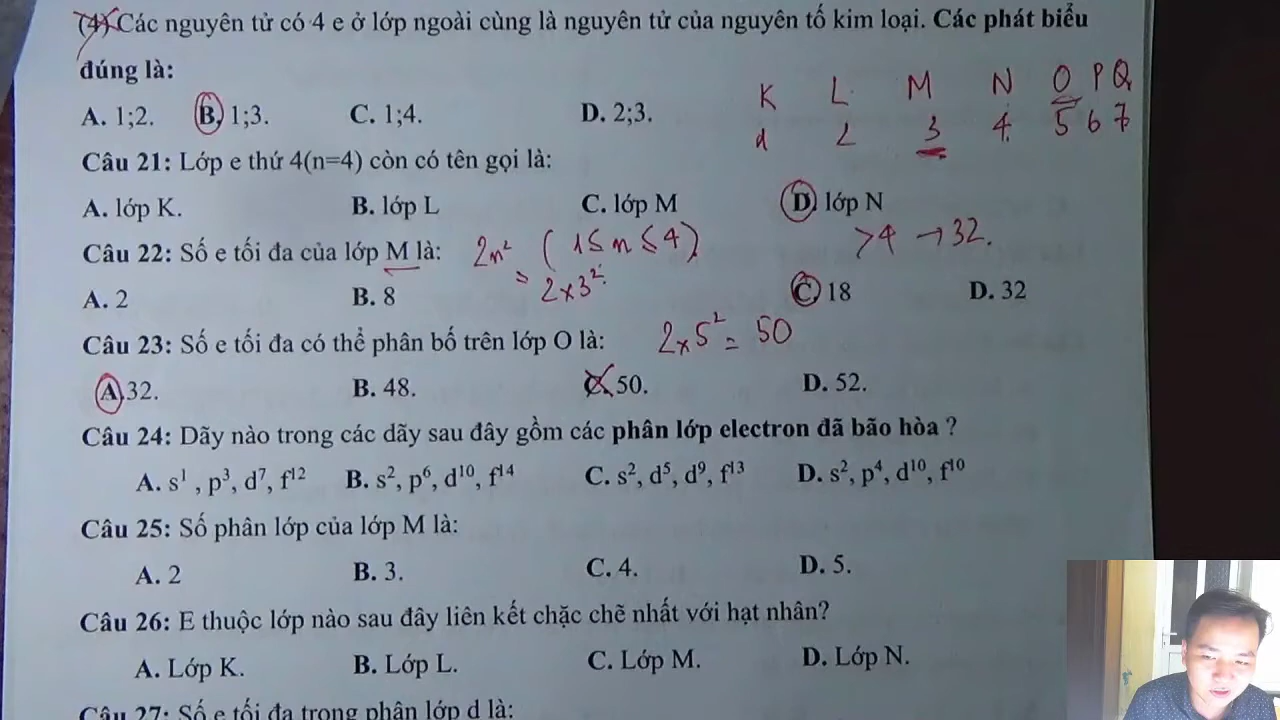 (4) Các nguyên tử có 4 e ở lớp ngoài cùng là nguyên tử của nguyên tố kim loại. Các phát biểu
đúng là:
K L M N O P Q
A. 1;2. B. 1;3. C. 1;4. D. 2;3.
1 2 3 4 5 6 7
Câu 21: Lớp e thứ 4(n=4) còn có tên gọi là:
A. lớp K. B. lớp L C. lớp M D. lớp N
Câu 22: Số e tối đa của lớp M là: 2n² (1≤n≤4) >4 → 32.
= 2x3²
A. 2 B. 8 C 18 D. 32
Câu 23: Số e tối đa có thể phân bố trên lớp O là: 2x5² = 50
A. 32. B. 48. C. 50. D. 52.
Câu 24: Dãy nào trong các dãy sau đây gồm các phân lớp electron đã bão hòa ?
A. s¹ , p³, d⁷, f¹² B. s², p⁶, d¹⁰, f¹⁴ C. s², d⁵, d⁹, f¹³ D. s², p⁴, d¹⁰, f¹⁰
Câu 25: Số phân lớp của lớp M là:
A. 2 B. 3. C. 4. D. 5.
Câu 26: E thuộc lớp nào sau đây liên kết chặc chẽ nhất với hạt nhân?
A. Lớp K. B. Lớp L. C. Lớp M. D. Lớp N.
Câu 27: Số e tối đa trong phân lớp d là: